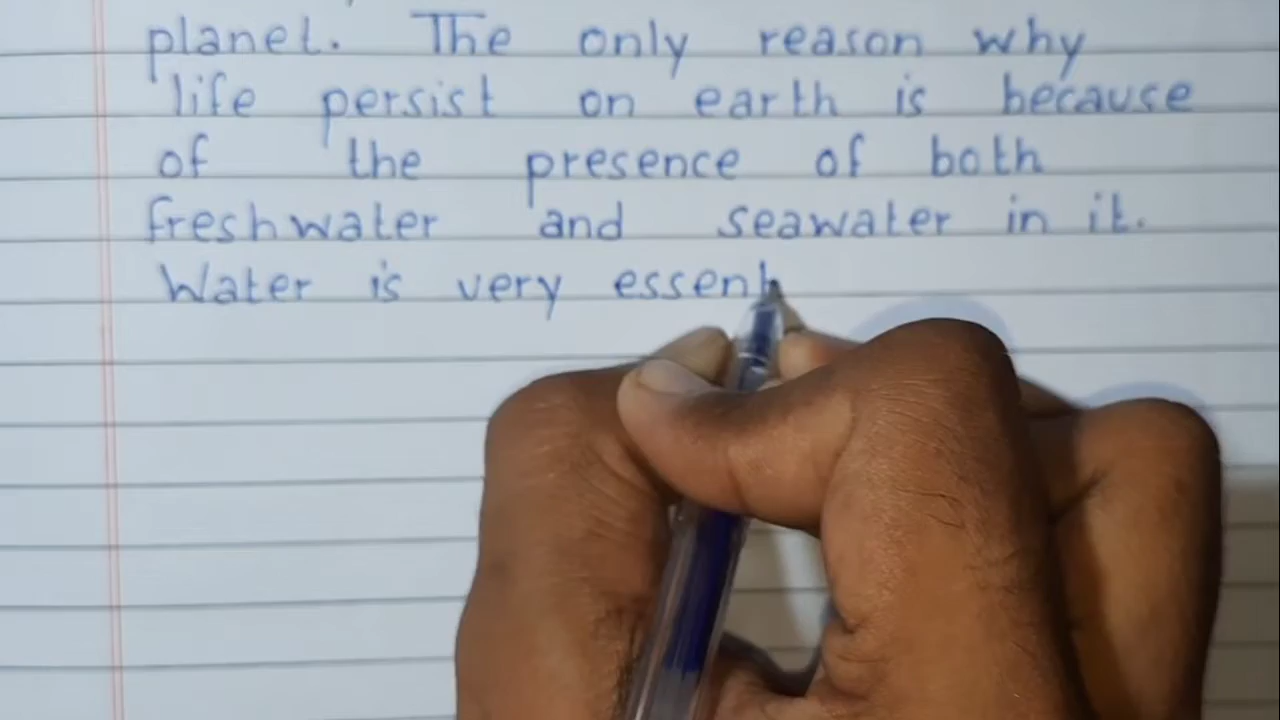 planet. The only reason why
life persist on earth is because
of the presence of both
freshwater and seawater in it.
Water is very essent